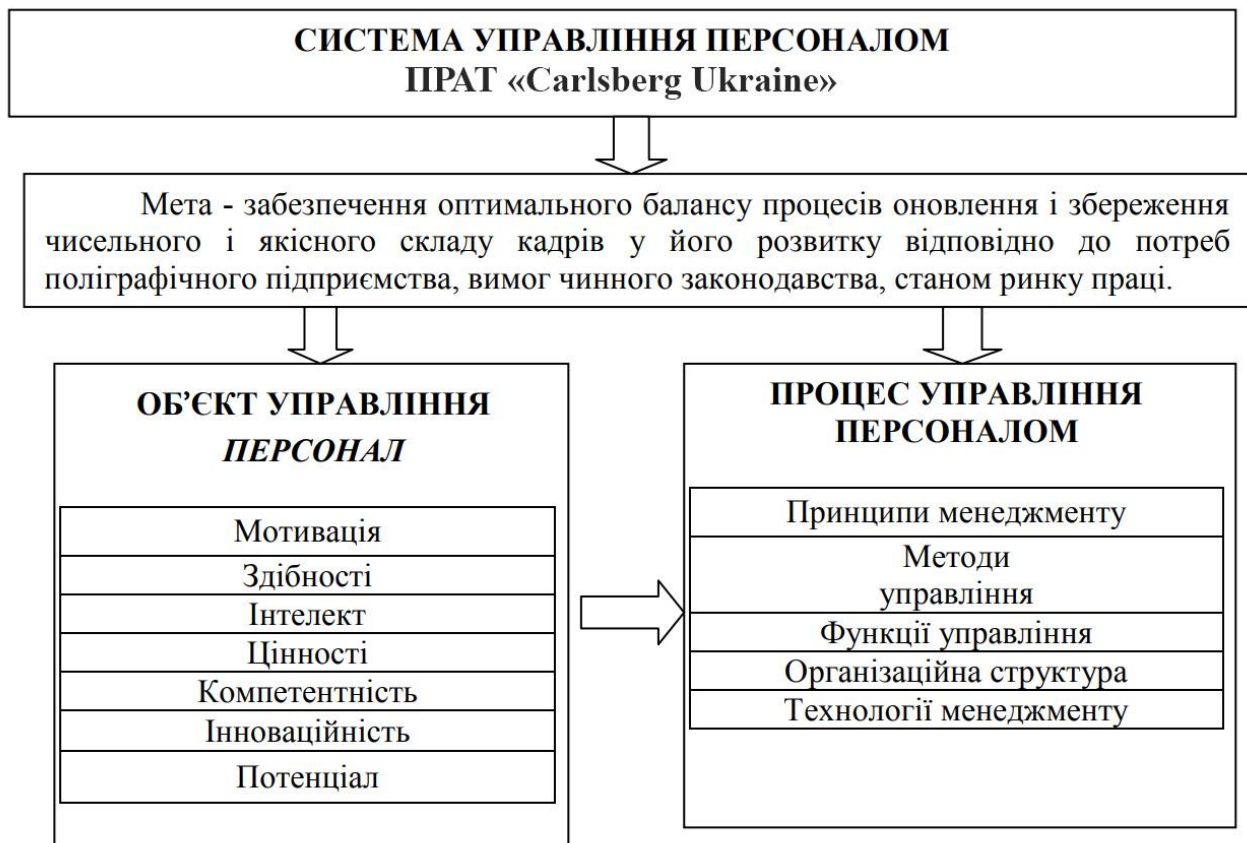 СИСТЕМА УПРАВЛІННЯ ПЕРСОНАЛОМ
ПРАТ «Carlsberg Ukraine»
Мета - забезпечення оптимального балансу процесів оновлення і збереження
чисельного і якісного складу кадрів у його розвитку відповідно до потреб
поліграфічного підприємства, вимог чинного законодавства, станом ринку праці.
ОБ’ЄКТ УПРАВЛІННЯ
ПЕРСОНАЛ
Мотивація
Здібності
Інтелект
Цінності
Компетентність
Інноваційність
Потенціал
ПРОЦЕС УПРАВЛІННЯ
ПЕРСОНАЛОМ
Принципи менеджменту
Методи
управління
Функції управління
Організаційна структура
Технології менеджменту